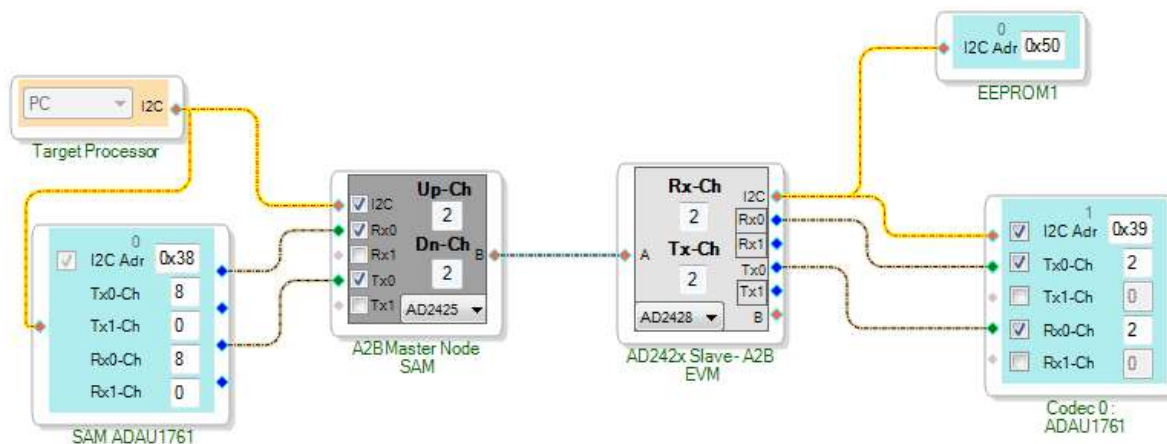 PC
I2C
Target Processor
0
I2C Adr 0x38
Tx0-Ch 8
Tx1-Ch 0
Rx0-Ch 8
Rx1-Ch 0
SAM ADAU1761
Up-Ch
2
Dn-Ch
2
I2C
Rx0
Rx1
Tx0
Tx1
B
AD2425
A2BMaster Node
SAM
Rx-Ch
2
Tx-Ch
2
A
AD2428
I2C
Rx0
Rx1
Tx0
Tx1
B
AD242x Slave- A2B
EVM
0
I2C Adr 0x50
EEPROM1
1
I2C Adr 0x39
Tx0-Ch 2
Tx1-Ch 0
Rx0-Ch 2
Rx1-Ch 0
Codec 0 :
ADAU1761